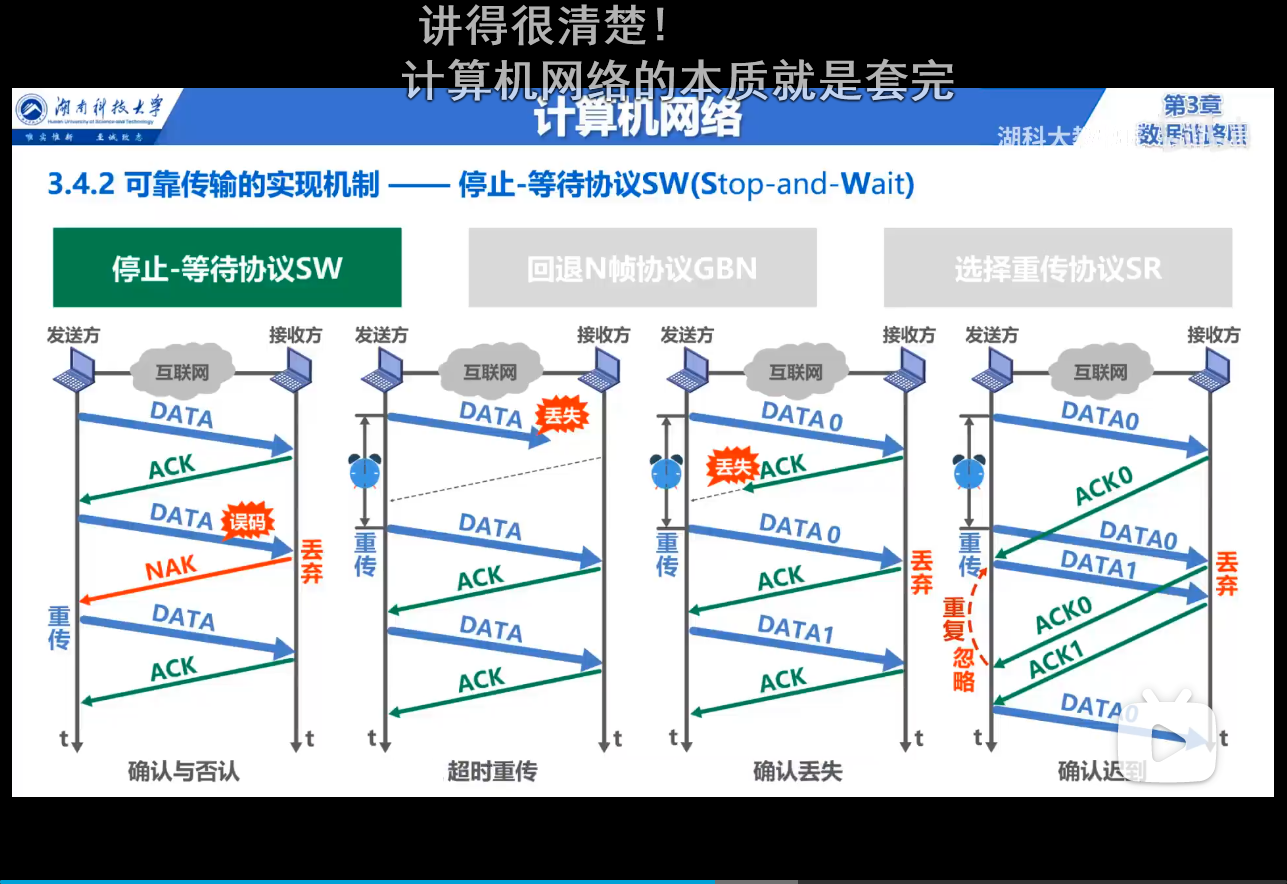 讲得很清楚!
计算机网络的本质就是套完
湖南科技大学
Hunan University of Science and Technology
唯实惟新 至诚致志
计算机网络
第3章
数据链路层
湖科大教
3.4.2 可靠传输的实现机制 —— 停止-等待协议SW(Stop-and-Wait)
停止-等待协议SW
回退N帧协议GBN
选择重传协议SR
发送方
接收方
互联网
DATA
ACK
DATA
误码
丢弃
NAK
重传
DATA
ACK
t
t
确认与否认
发送方
接收方
互联网
DATA
丢失
重传
DATA
ACK
DATA
ACK
t
t
超时重传
发送方
接收方
互联网
DATA 0
丢失
ACK
重传
DATA 0
丢弃
ACK
DATA1
ACK
t
t
确认丢失
发送方
接收方
互联网
DATA0
ACK0
重传
DATA0
DATA1
丢弃
重复
忽略
ACK0
ACK1
DATA0
t
t
确认迟到